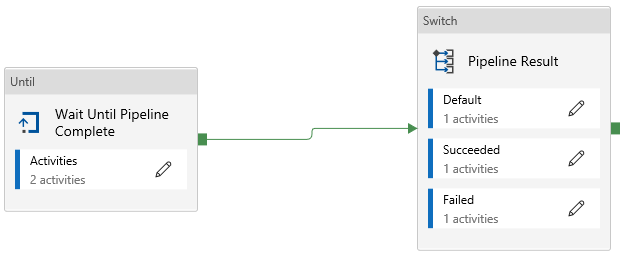 Until
Wait Until Pipeline
Complete
Activities
2 activities
Switch
Pipeline Result
Default
1 activities
Succeeded
1 activities
Failed
1 activities